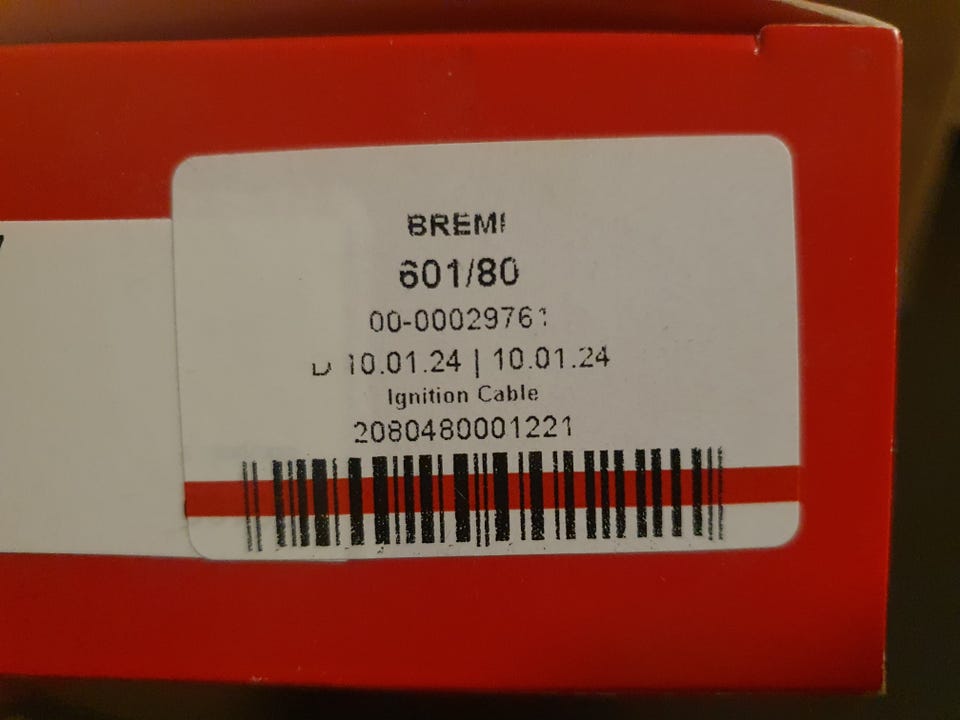 BREMI
601/80
00-00029761
10.01.24 | 10.01.24
Ignition Cable
2080480001221